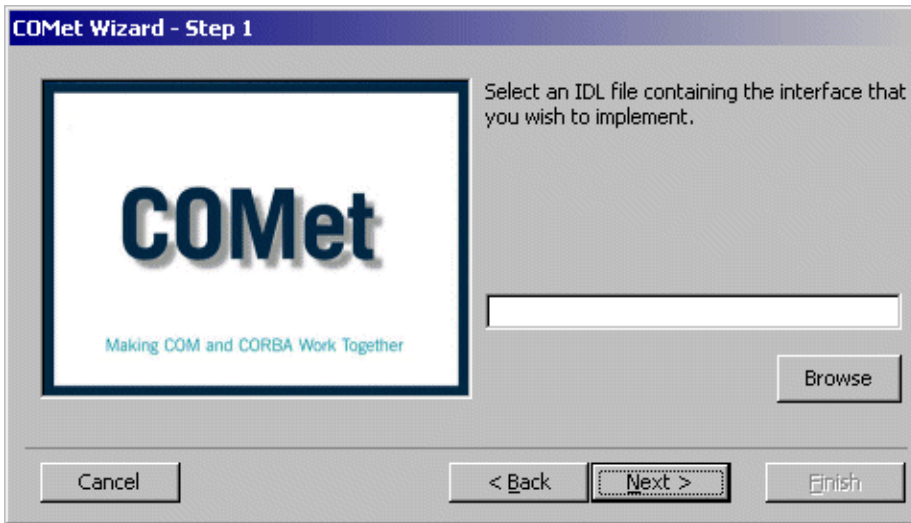 COMet Wizard - Step 1
COMet
Making COM and CORBA Work Together
Select an IDL file containing the interface that
you wish to implement.
Browse
Cancel
< Back
Next >
Finish